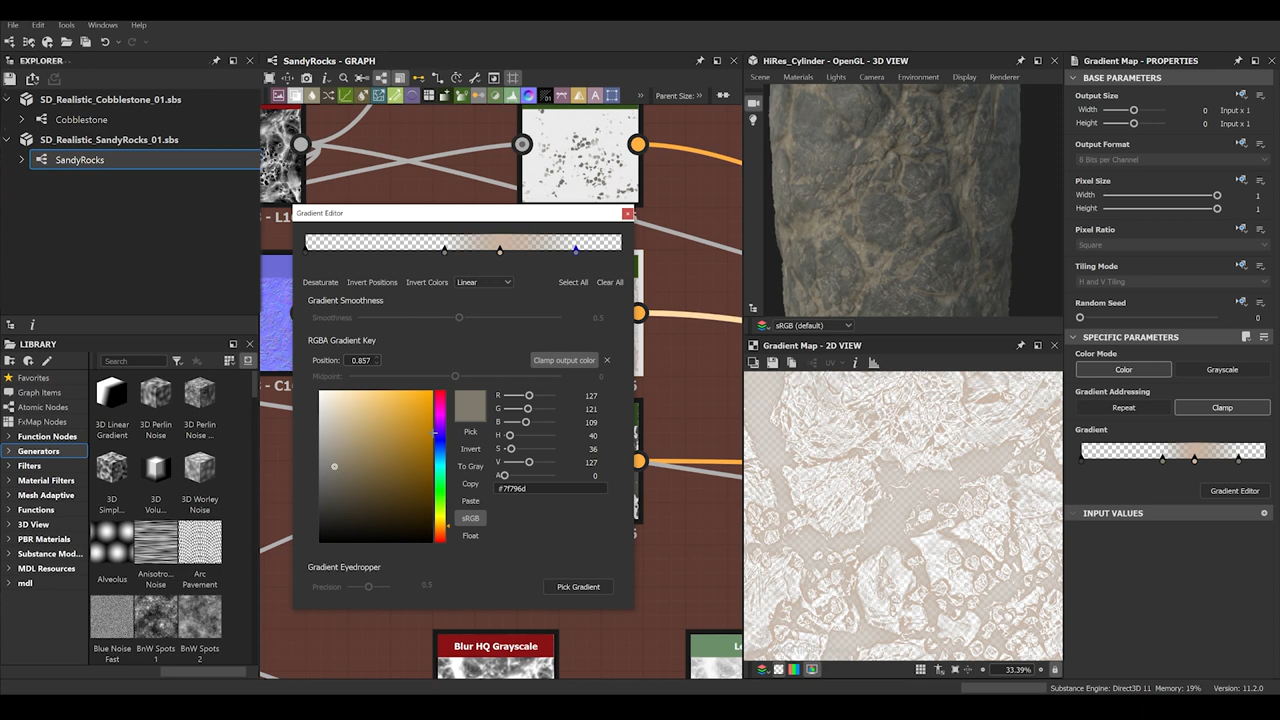 File Edit Tools Windows Help
EXPLORER
SD_Realistic_Cobblestone_01.sbs
Cobblestone
SD_Realistic_SandyRocks_01.sbs
SandyRocks
LIBRARY
Search
Favorites
Graph Items
Atomic Nodes
FxMap Nodes
Function Nodes
Generators
Filters
Material Filters
Mesh Adaptive
Functions
3D View
PBR Materials
Substance Mod...
MDL Resources
mdl
3D Linear Gradient
3D Perlin Noise
3D Perlin Noise ...
3D Simpl...
3D Volu...
3D Worley Noise
Alveolus
Anisotro... Noise
Arc Pavement
Blue Noise Fast
BnW Spots 1
BnW Spots 2
SandyRocks - GRAPH
Parent Size:
Gradient Editor
Desaturate Invert Positions Invert Colors Linear Select All Clear All
Gradient Smoothness
Smoothness 0.5
RGBA Gradient Key
Position: 0.857 Clamp output color
Midpoint: 0
R 127
G 121
B 109
H 40
S 36
V 127
A 0
#7f796d
Pick
Invert
To Gray
Copy
Paste
sRGB
Float
Gradient Eyedropper
Precision 0.5 Pick Gradient
Blur HQ Grayscale
HiRes_Cylinder - OpenGL - 3D VIEW
Scene Materials Lights Camera Environment Display Renderer
sRGB (default)
Gradient Map - 2D VIEW
UV
33.39%
Gradient Map - PROPERTIES
BASE PARAMETERS
Output Size
Width 0 Input x 1
Height 0 Input x 1
Output Format
8 Bits per Channel
Pixel Size
Width 1
Height 1
Pixel Ratio
Square
Tiling Mode
H and V Tiling
Random Seed
0
SPECIFIC PARAMETERS
Color Mode
Color Grayscale
Gradient Addressing
Repeat Clamp
Gradient
Gradient Editor
INPUT VALUES
Substance Engine: Direct3D 11 Memory: 19% Version: 11.2.0